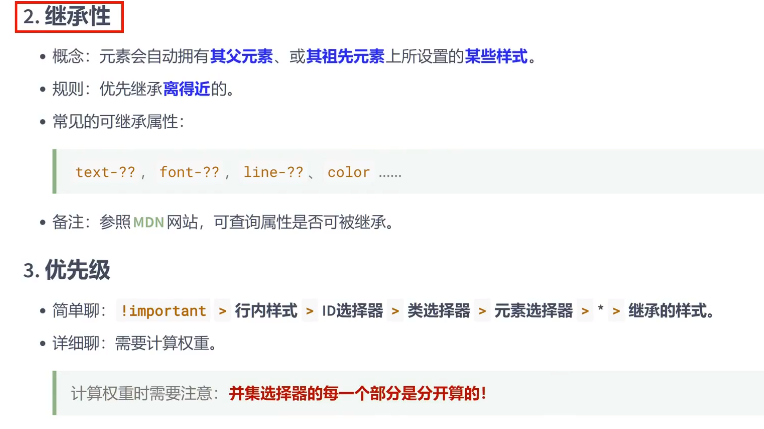 2. 继承性
• 概念：元素会自动拥有其父元素、或其祖先元素上所设置的某些样式。
• 规则：优先继承离得近的。
• 常见的可继承属性：
text-??，font-??，line-??、color ......
• 备注：参照MDN网站，可查询属性是否可被继承。
3. 优先级
• 简单聊：!important > 行内样式 > ID选择器 > 类选择器 > 元素选择器 > * > 继承的样式。
• 详细聊：需要计算权重。
计算权重时需要注意：并集选择器的每一个部分是分开算的！